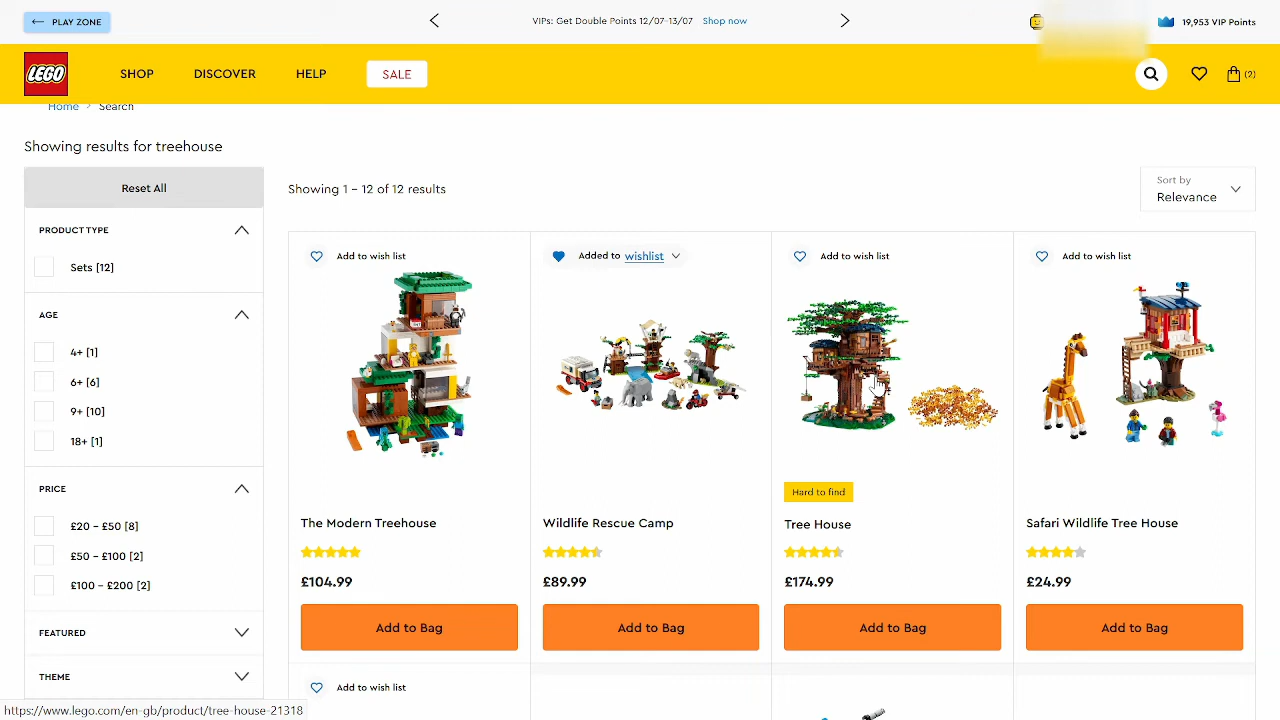 PLAY ZONE
VIPs: Get Double Points 12/07-13/07 Shop now
19,953 VIP Points
LEGO
SHOP
DISCOVER
HELP
SALE
(2)
Home > Search
Showing results for treehouse
Reset All
Showing 1 - 12 of 12 results
Sort by
Relevance
PRODUCT TYPE
Sets [12]
AGE
4+ [1]
6+ [6]
9+ [10]
18+ [1]
PRICE
£20 - £50 [8]
£50 - £100 [2]
£100 - £200 [2]
FEATURED
THEME
Add to wish list
The Modern Treehouse
£104.99
Add to Bag
Added to wishlist
Wildlife Rescue Camp
£89.99
Add to Bag
Add to wish list
Hard to find
Tree House
£174.99
Add to Bag
Add to wish list
Safari Wildlife Tree House
£24.99
Add to Bag
Add to wish list
https://www.lego.com/en-gb/product/tree-house-21318